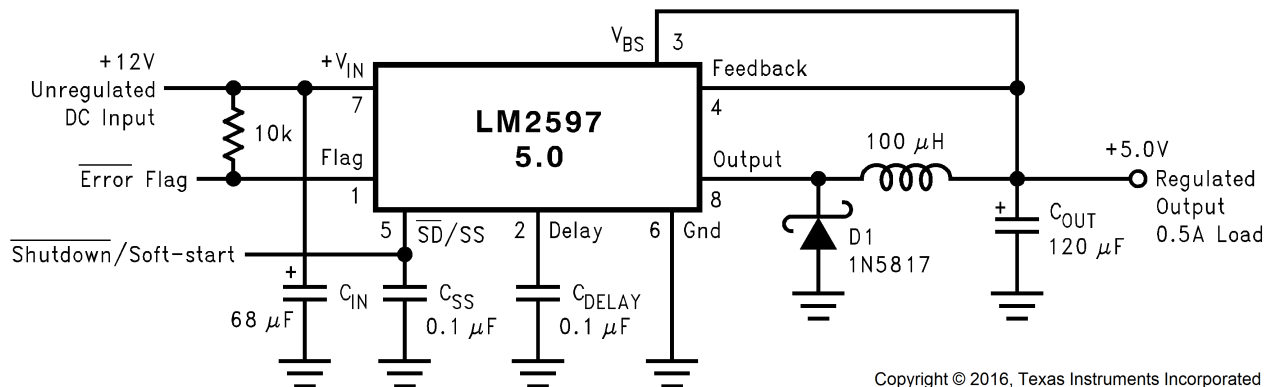 V_BS 3
+12V
Unregulated
DC Input
+V_IN
7
Feedback
4
LM2597
5.0
10k
100 µH
Error Flag
Flag
1
Output
8
+5.0V
Regulated
Output
0.5A Load
5 SD/SS
2 Delay
6 Gnd
D1
1N5817
+
C_OUT
120 µF
Shutdown/Soft-start
+
C_IN
68 µF
C_SS
0.1 µF
C_DELAY
0.1 µF
Copyright © 2016, Texas Instruments Incorporated